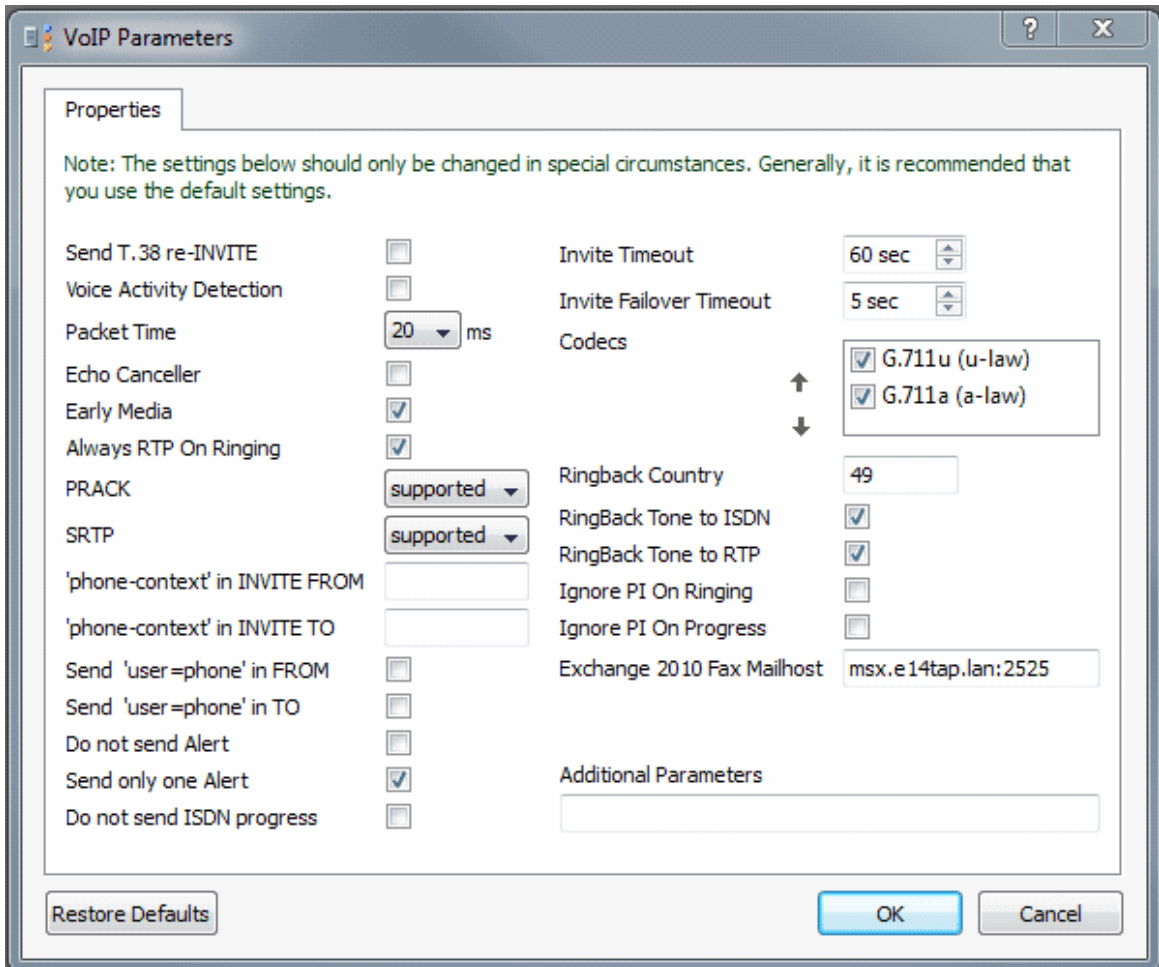 VoIP Parameters
Properties
Note: The settings below should only be changed in special circumstances. Generally, it is recommended that
you use the default settings.
Send T.38 re-INVITE
Voice Activity Detection
Packet Time 20 ms
Echo Canceller
Early Media
Always RTP On Ringing
PRACK supported
SRTP supported
'phone-context' in INVITE FROM
'phone-context' in INVITE TO
Send 'user=phone' in FROM
Send 'user=phone' in TO
Do not send Alert
Send only one Alert
Do not send ISDN progress
Invite Timeout 60 sec
Invite Failover Timeout 5 sec
Codecs
G.711u (u-law)
G.711a (a-law)
Ringback Country 49
RingBack Tone to ISDN
RingBack Tone to RTP
Ignore PI On Ringing
Ignore PI On Progress
Exchange 2010 Fax Mailhost msx.e14tap.lan:2525
Additional Parameters
Restore Defaults
OK
Cancel